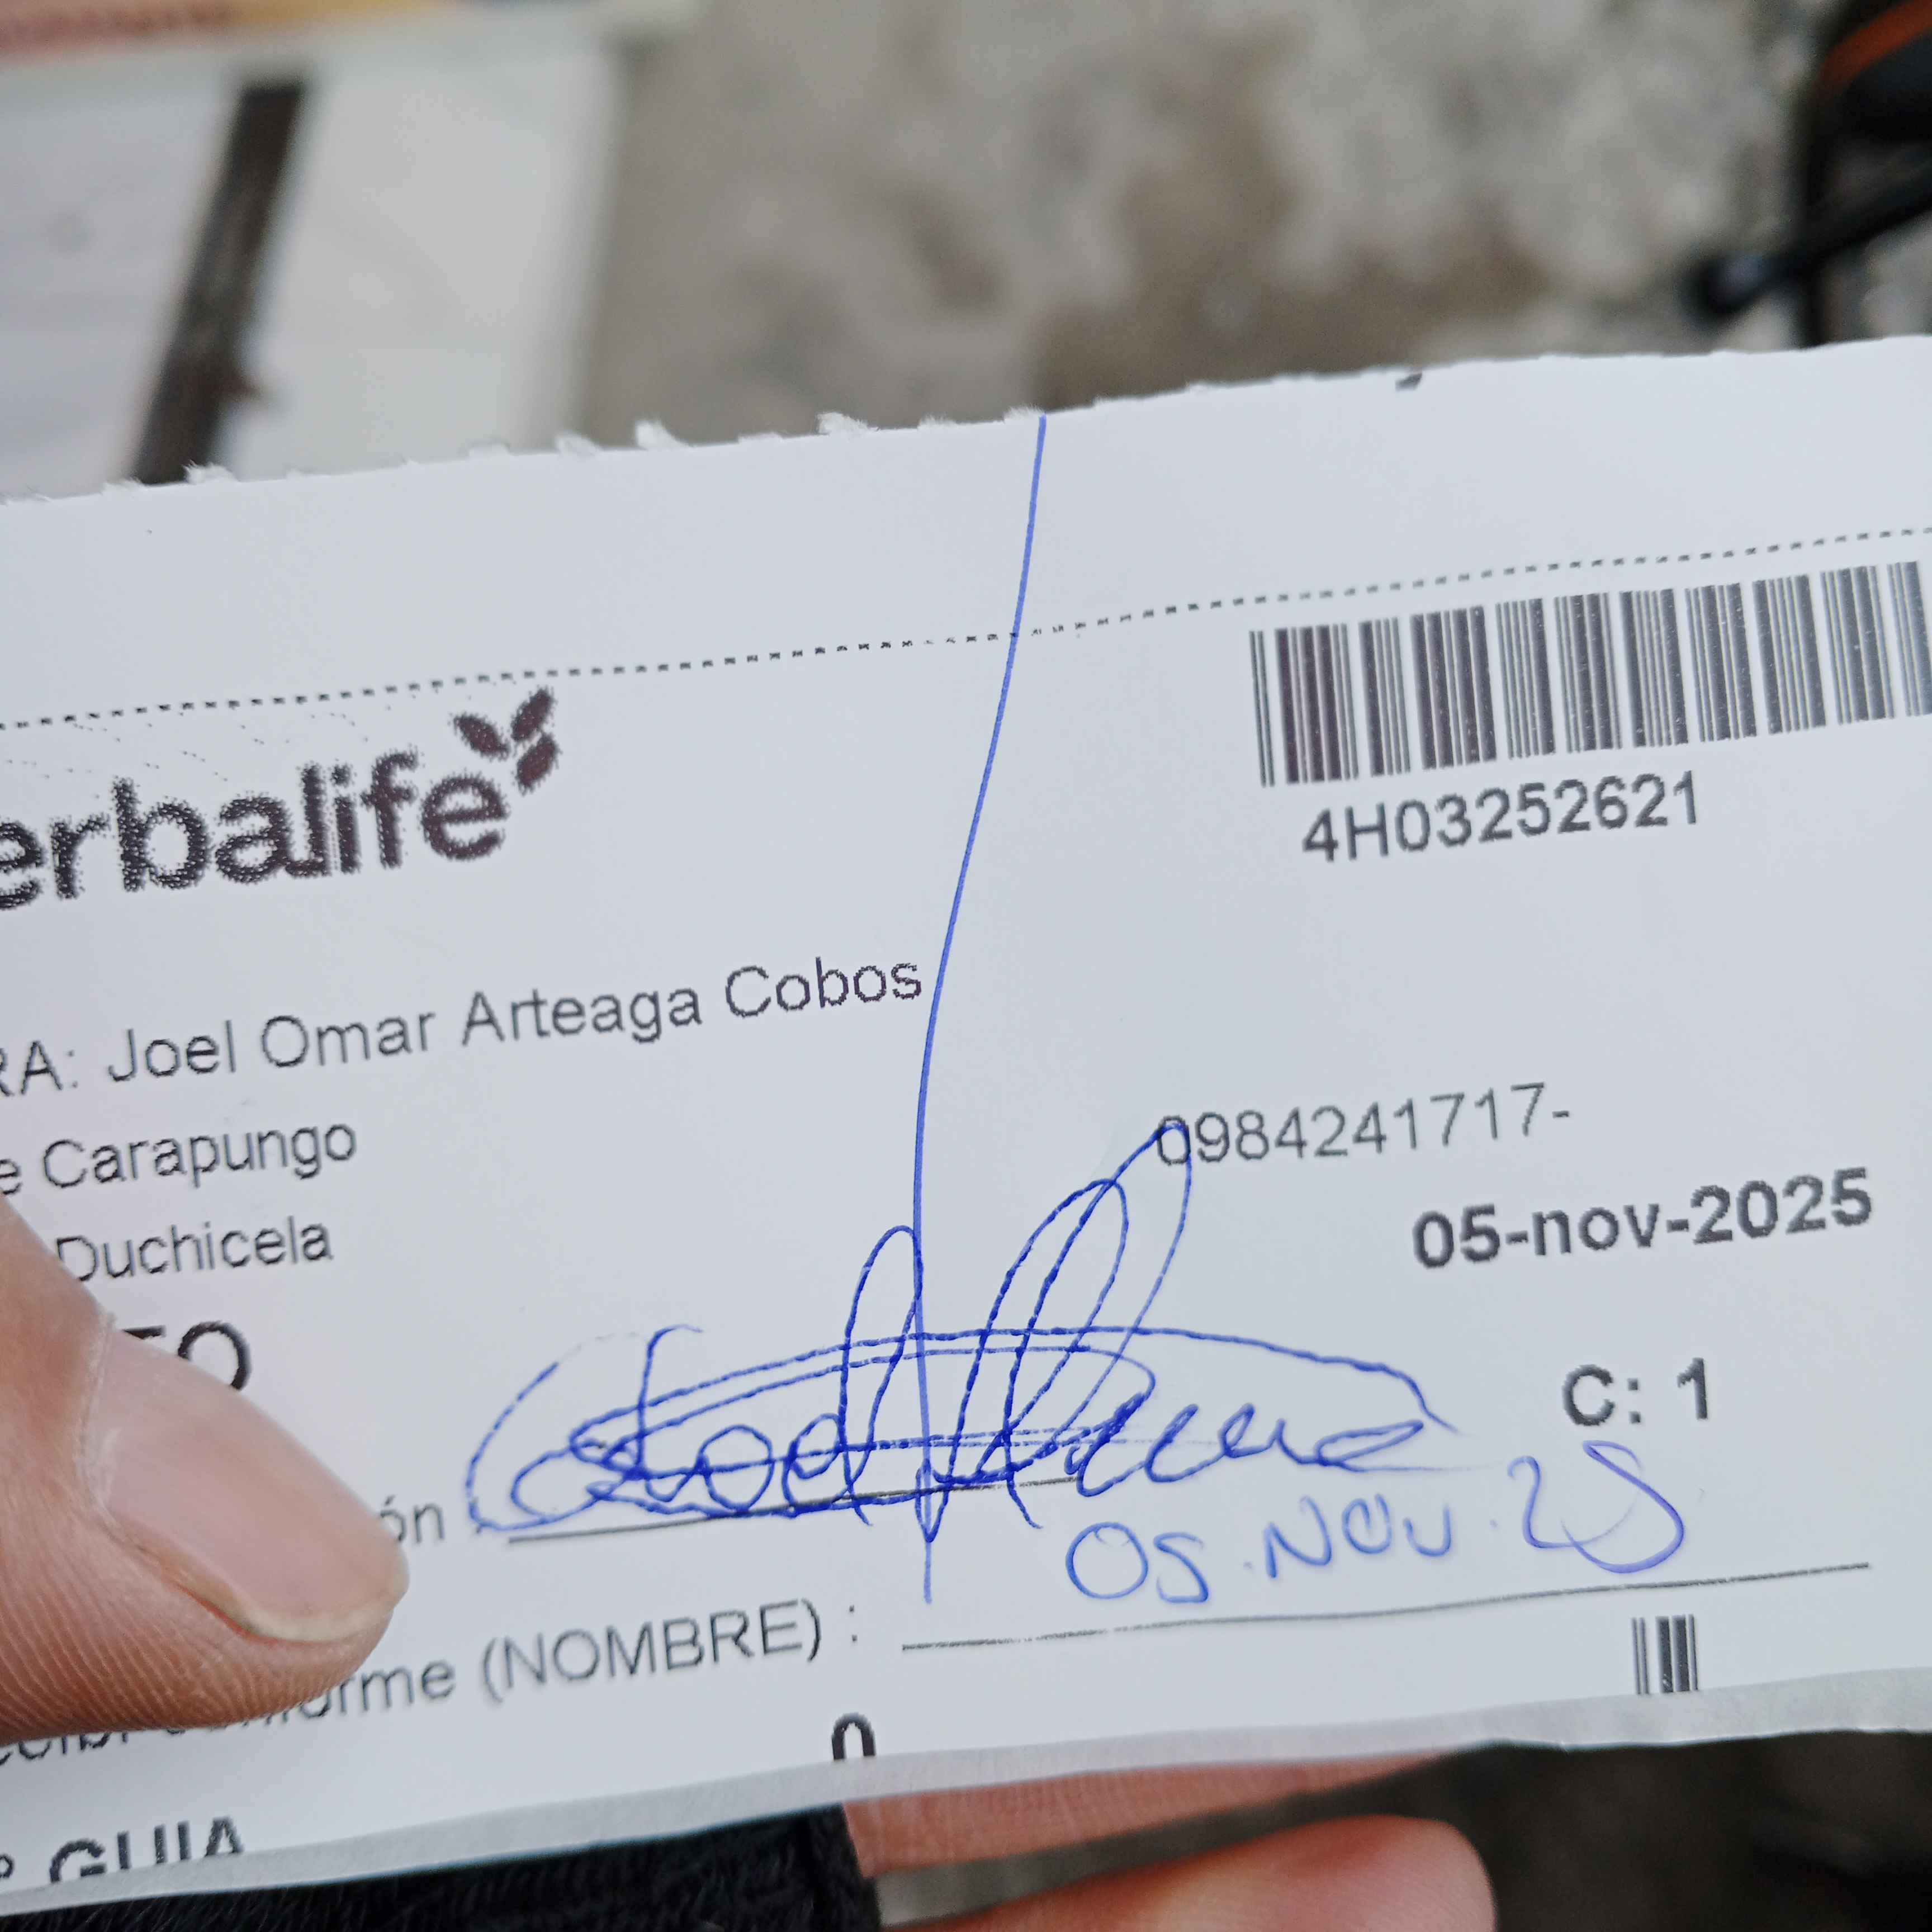 erbalife
4H03252621
RA: Joel Omar Arteaga Cobos
e Carapungo
0984241717-
Duchicela
05-nov-2025
TO
C: 1
ón
05.NOV.25
(NOMBRE) :
GUIA